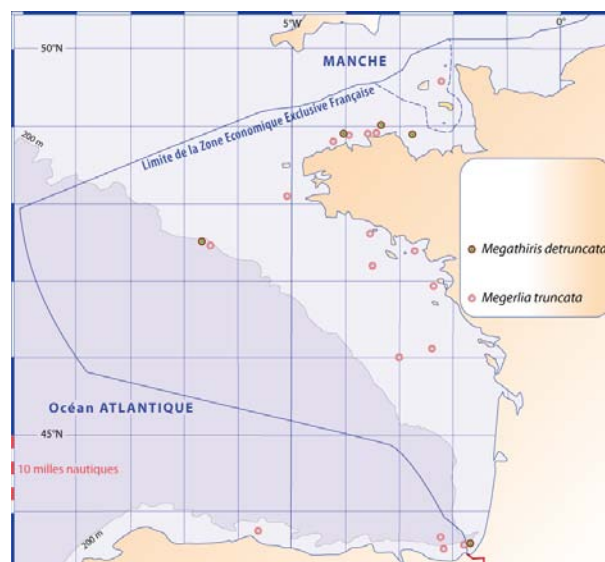 5°W
0°
50°N
MANCHE
Limite de la Zone Economique Exclusive Française
200 m
Megathiris detruncata
Megerlia truncata
Océan ATLANTIQUE
45°N
10 milles nautiques
200 m